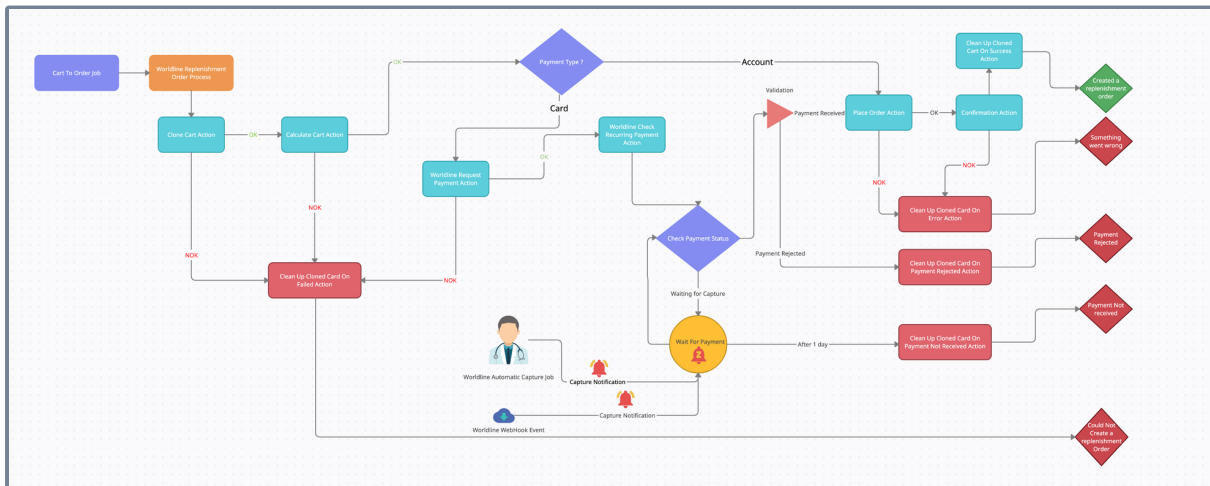 Cart To Order Job
Worldline Replenishment
Order Process
Clone Cart Action
OK
Calculate Cart Action
OK
Payment Type ?
Account
Card
Worldline Request
Payment Action
OK
Worldline Check
Recurring Payment
Action
Validation
Payment Received
Place Order Action
OK
Confirmation Action
Clean Up Cloned
Cart On Success
Action
Created a
replenishment
order
Something
went wrong
NOK
NOK
Clean Up Cloned Card On
Error Action
NOK
NOK
NOK
Clean Up Cloned Card On
Failed Action
Check Payment Status
Payment Rejected
Clean Up Cloned Card On
Payment Rejected Action
Payment
Rejected
Waiting for Capture
Wait For Payment
After 1 day
Clean Up Cloned Card On
Payment Not Received Action
Payment Not
received
Worldline Automatic Capture Job
Capture Notification
Capture Notification
Worldline WebHook Event
Could Not
Create a
replenishment
Order